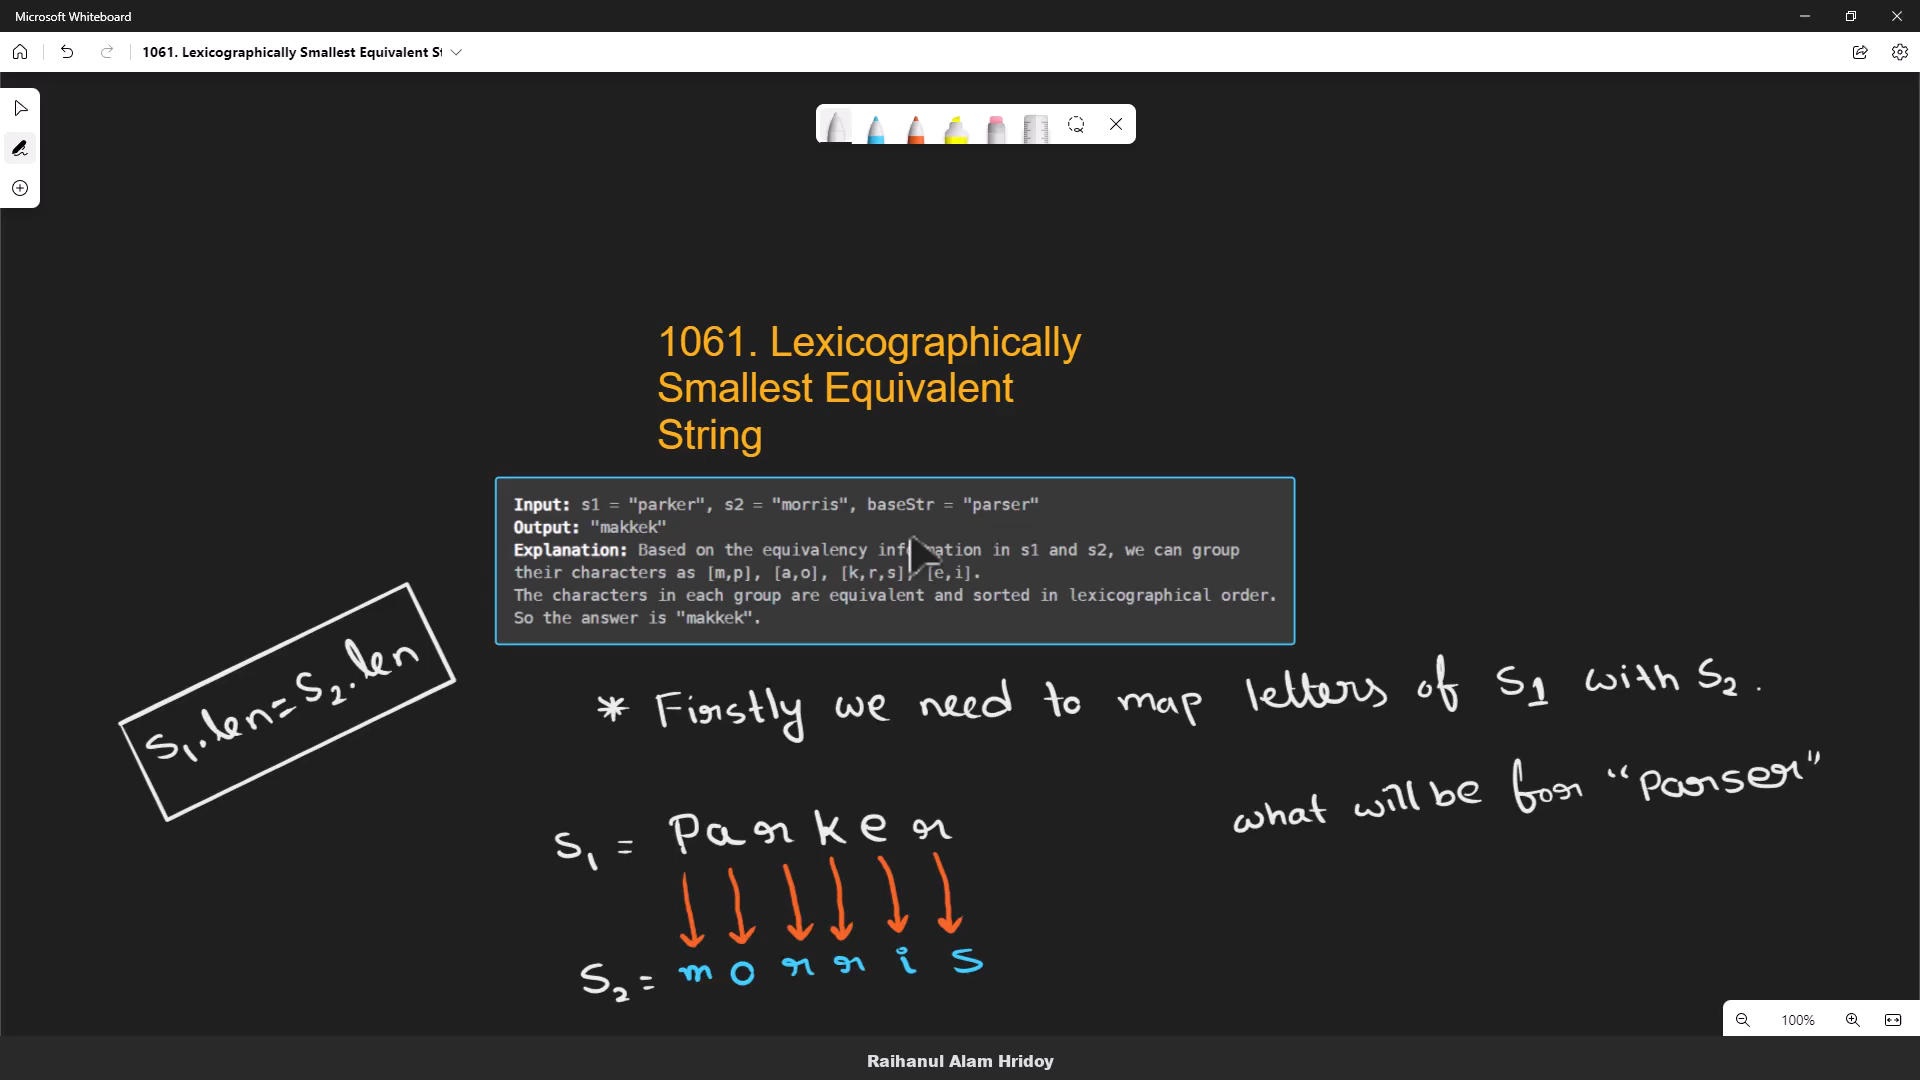 Microsoft Whiteboard
1061. Lexicographically Smallest Equivalent St
1061. Lexicographically
Smallest Equivalent
String
Input: s1 = "parker", s2 = "morris", baseStr = "parser"
Output: "makkek"
Explanation: Based on the equivalency information in s1 and s2, we can group
their characters as [m,p], [a,o], [k,r,s], [e,i].
The characters in each group are equivalent and sorted in lexicographical order.
So the answer is "makkek".
S1.len=S2.len
* Firstly we need to map letters of S1 with S2.
what will be for "Parser"
S1 = Parker
S2= morris
100%
Raihanul Alam Hridoy